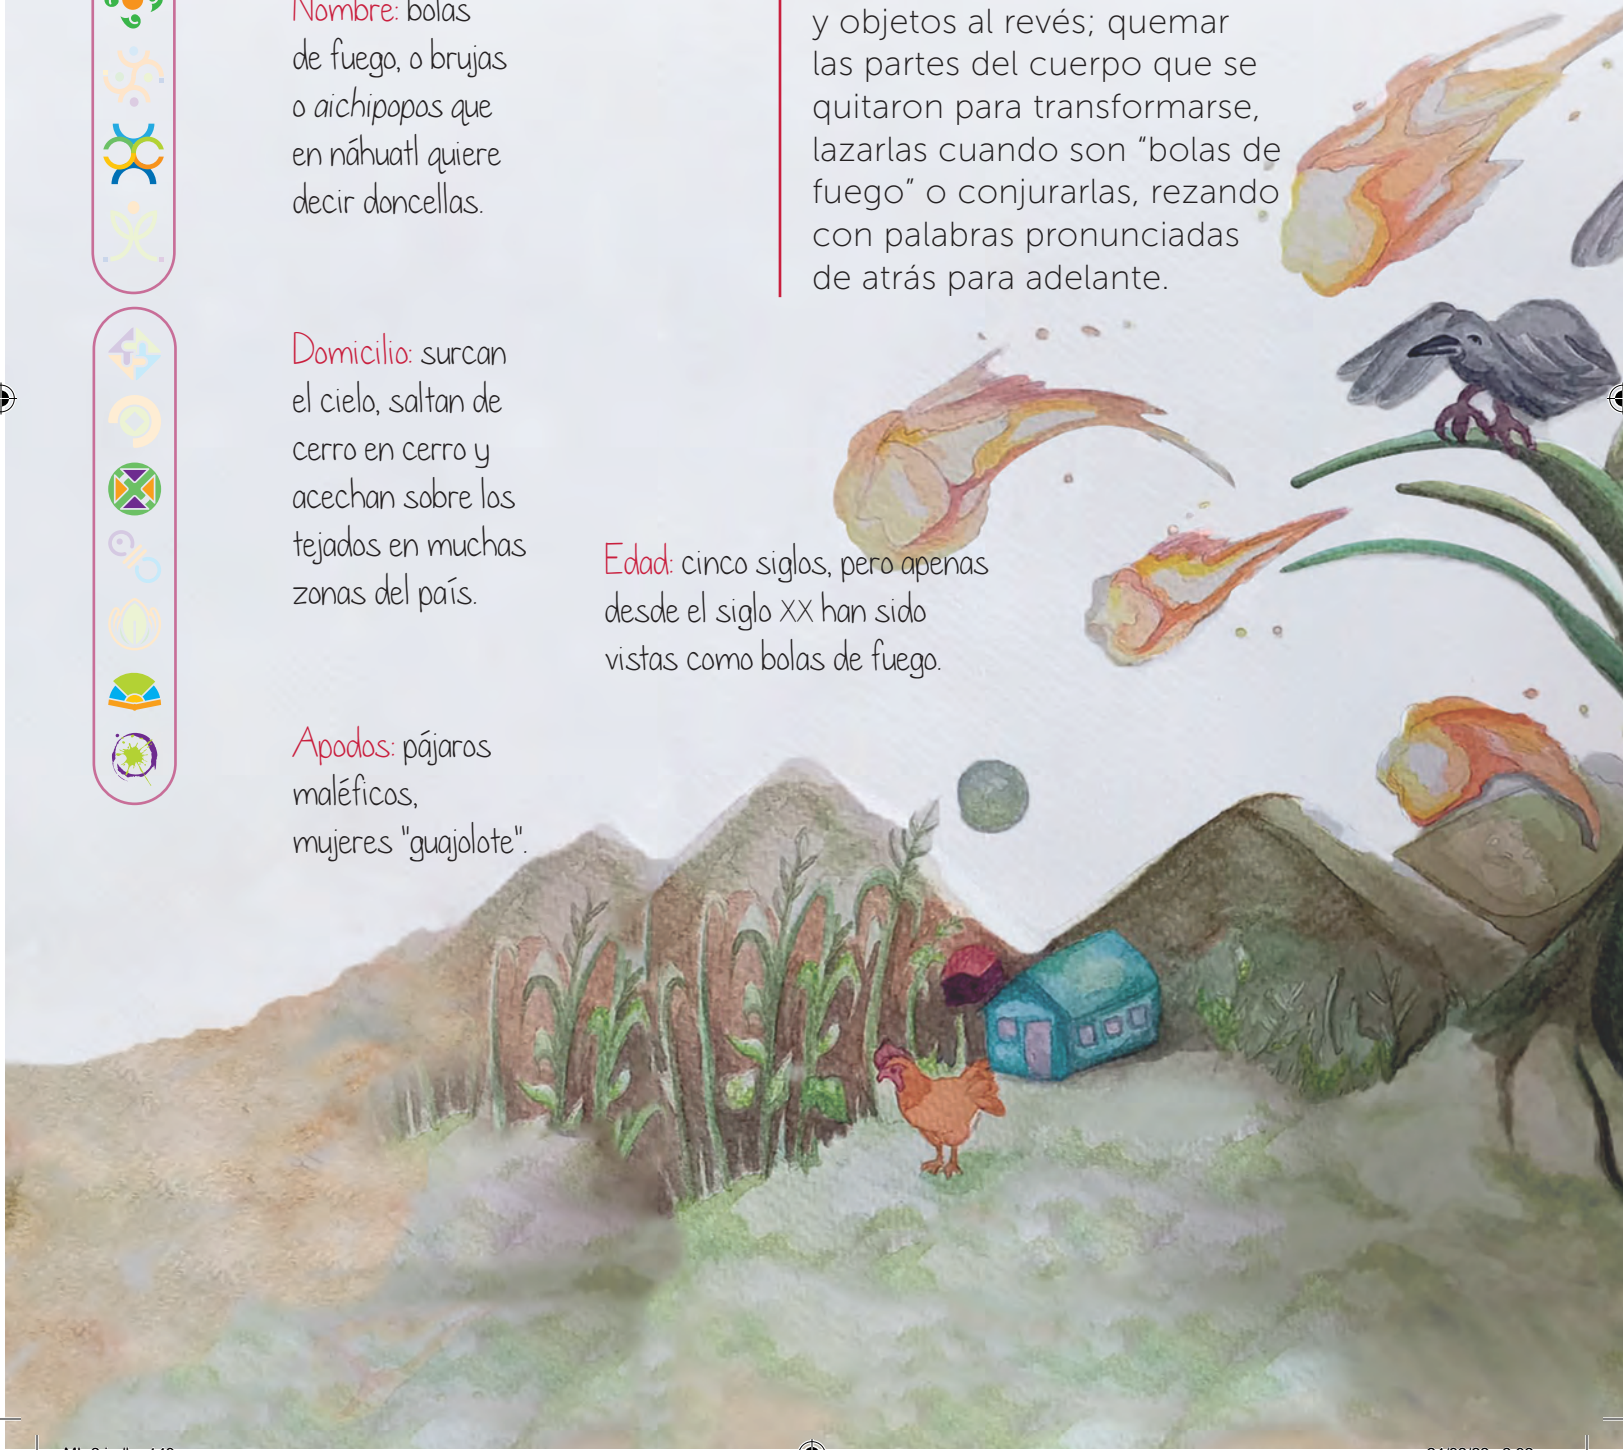 Nombre: bolas
de fuego, o brujas
o aichipopos que
en náhuatl quiere
decir doncellas.
Domicilio: surcan
el cielo, saltan de
cerro en cerro y
acechan sobre los
tejados en muchas
zonas del país.
Apodos: pájaros
maléficos,
mujeres "guajolote".
Edad: cinco siglos, pero apenas
desde el siglo XX han sido
vistas como bolas de fuego.
y objetos al revés; quemar
las partes del cuerpo que se
quitaron para transformarse,
lazarlas cuando son “bolas de
fuego” o conjurarlas, rezando
con palabras pronunciadas
de atrás para adelante.